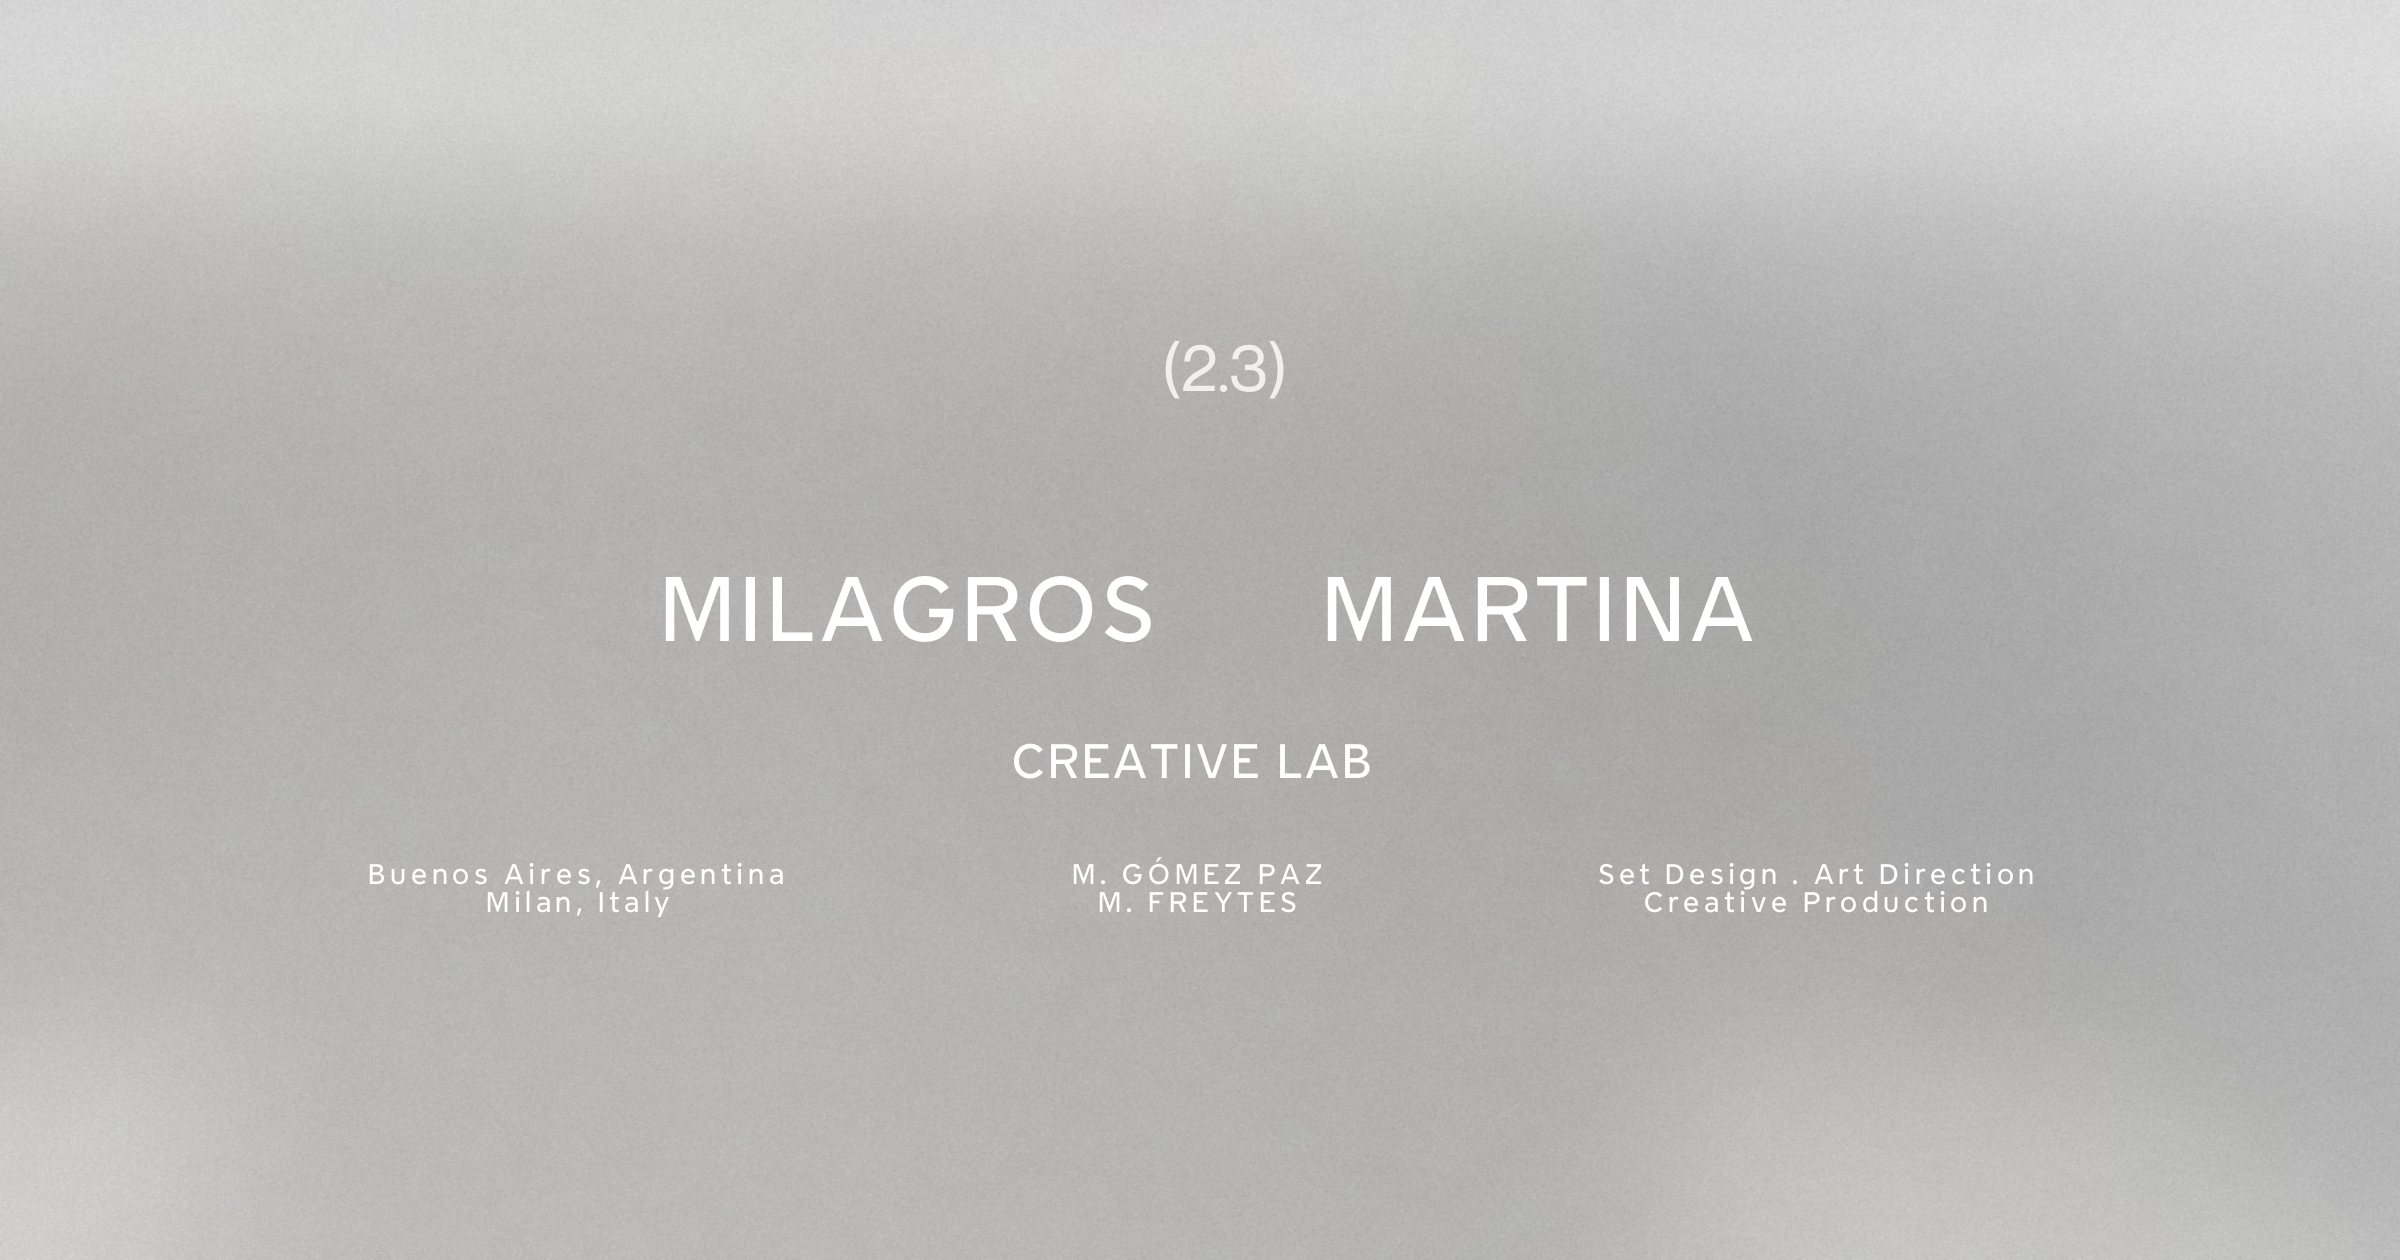 (2.3)
MILAGROS MARTINA
CREATIVE LAB
Buenos Aires, Argentina
Milan, Italy
M. GÓMEZ PAZ
M. FREYTES
Set Design . Art Direction
Creative Production